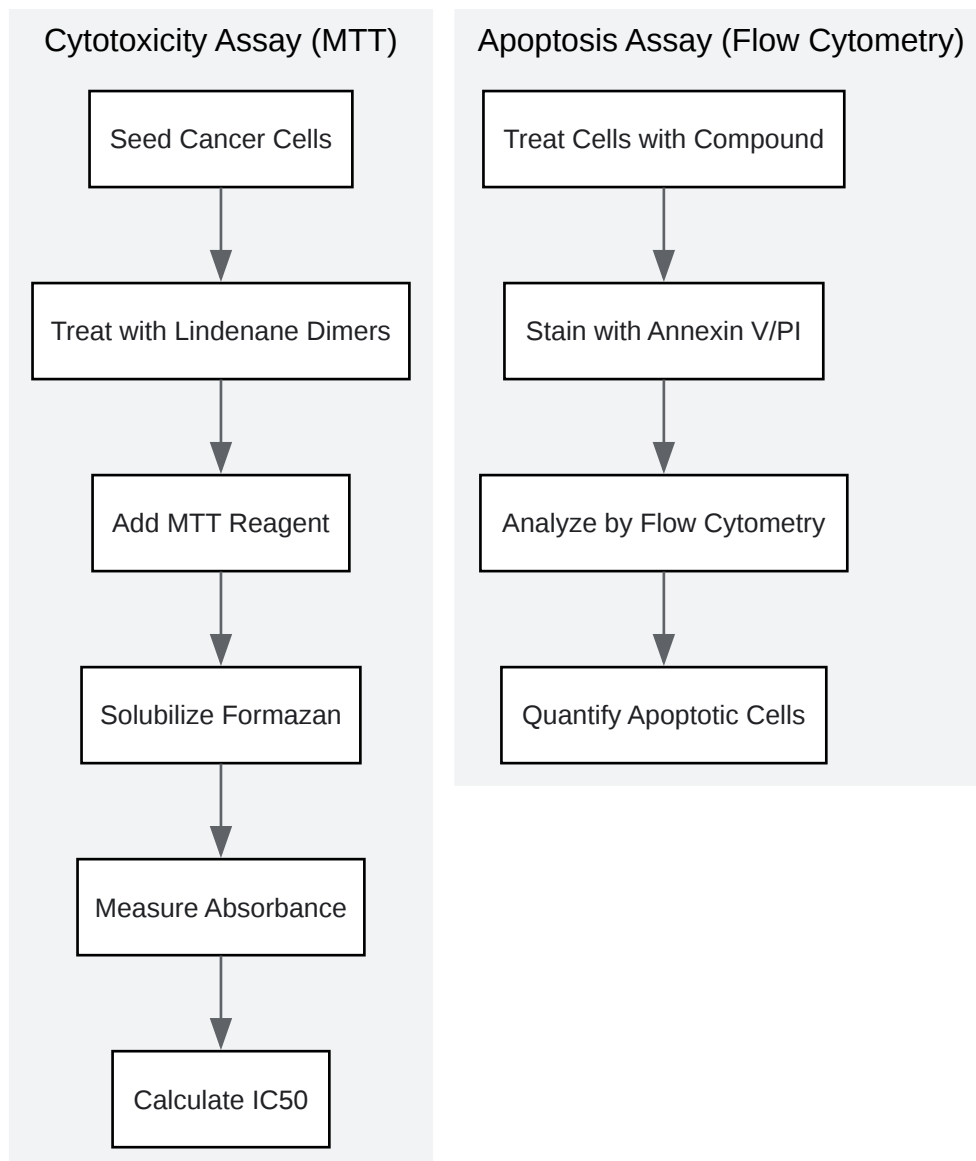 Cytotoxicity Assay (MTT)
Seed Cancer Cells
Treat with Lindenane Dimers
Add MTT Reagent
Solubilize Formazan
Measure Absorbance
Calculate IC50
Apoptosis Assay (Flow Cytometry)
Treat Cells with Compound
Stain with Annexin V/PI
Analyze by Flow Cytometry
Quantify Apoptotic Cells